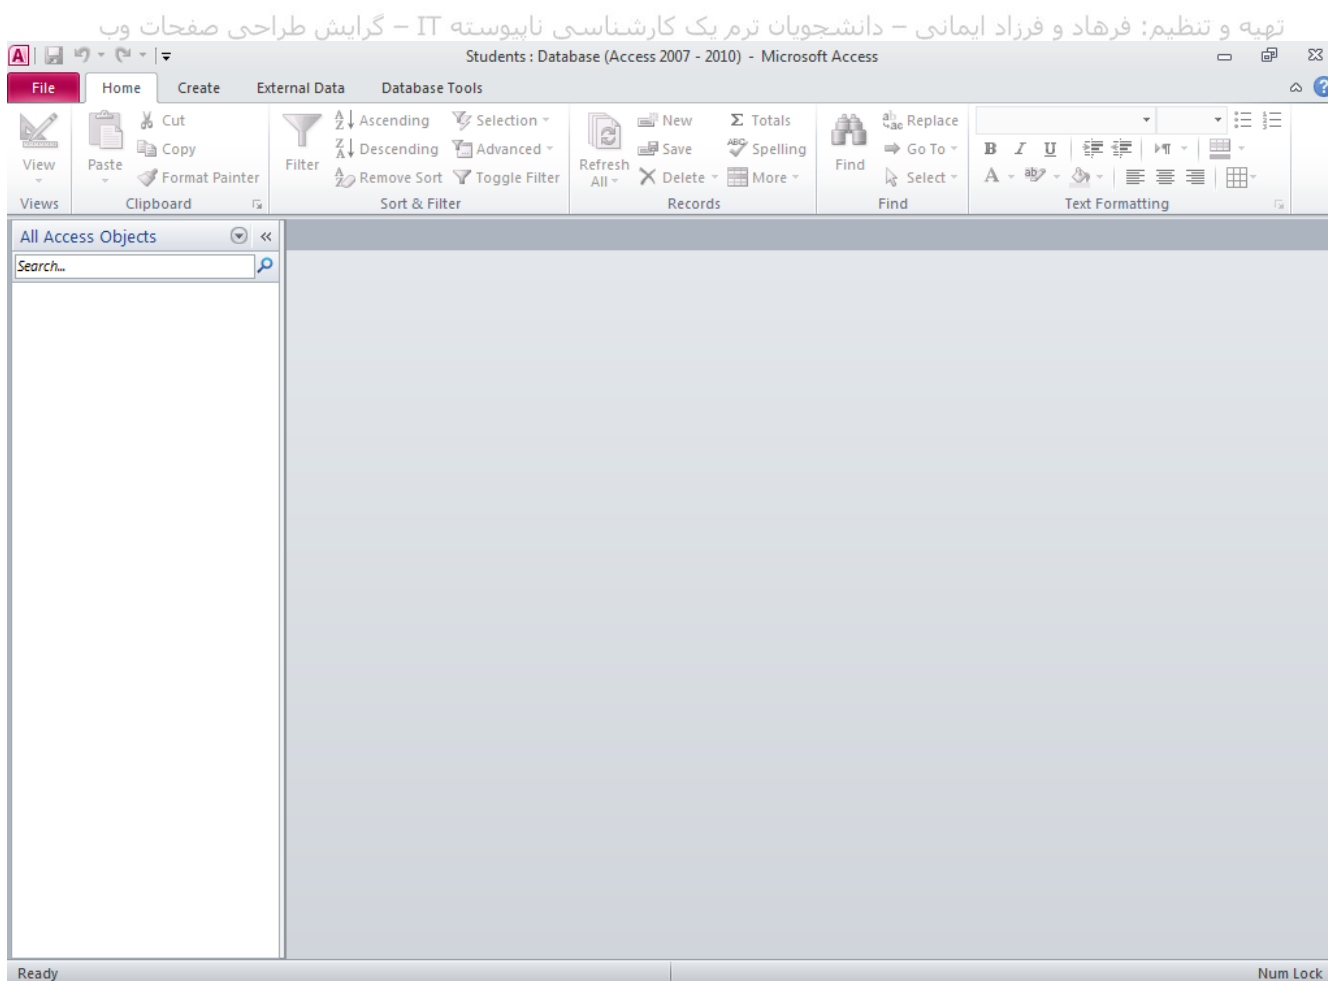 تهیه و تنظیم: فرهاد و فرزاد ایمانی – دانشجویان ترم یک کارشناسی ناپیوسته IT – گرایش طراحی صفحات وب
Students : Database (Access 2007 - 2010) - Microsoft Access
File Home Create External Data Database Tools
View
Views
Paste
Cut
Copy
Format Painter
Clipboard
Filter
Ascending
Descending
Remove Sort
Selection
Advanced
Toggle Filter
Sort & Filter
Refresh
All
New
Save
Delete
Totals
Spelling
More
Records
Find
Replace
Go To
Select
Find
B I U
A
Text Formatting
All Access Objects
Search...
Ready
Num Lock